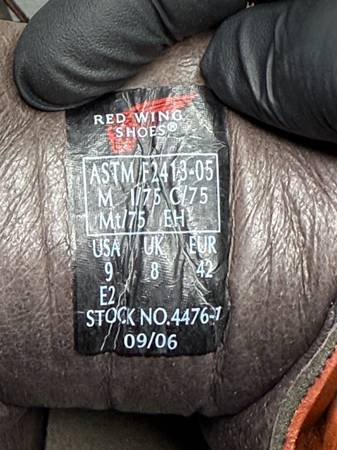 RED WING
SHOES®
ASTM F2413-05
M I/75 C/75
Mt/75 EH
USA UK EUR
9 8 42
E2
STOCK NO.4476-1
09/06